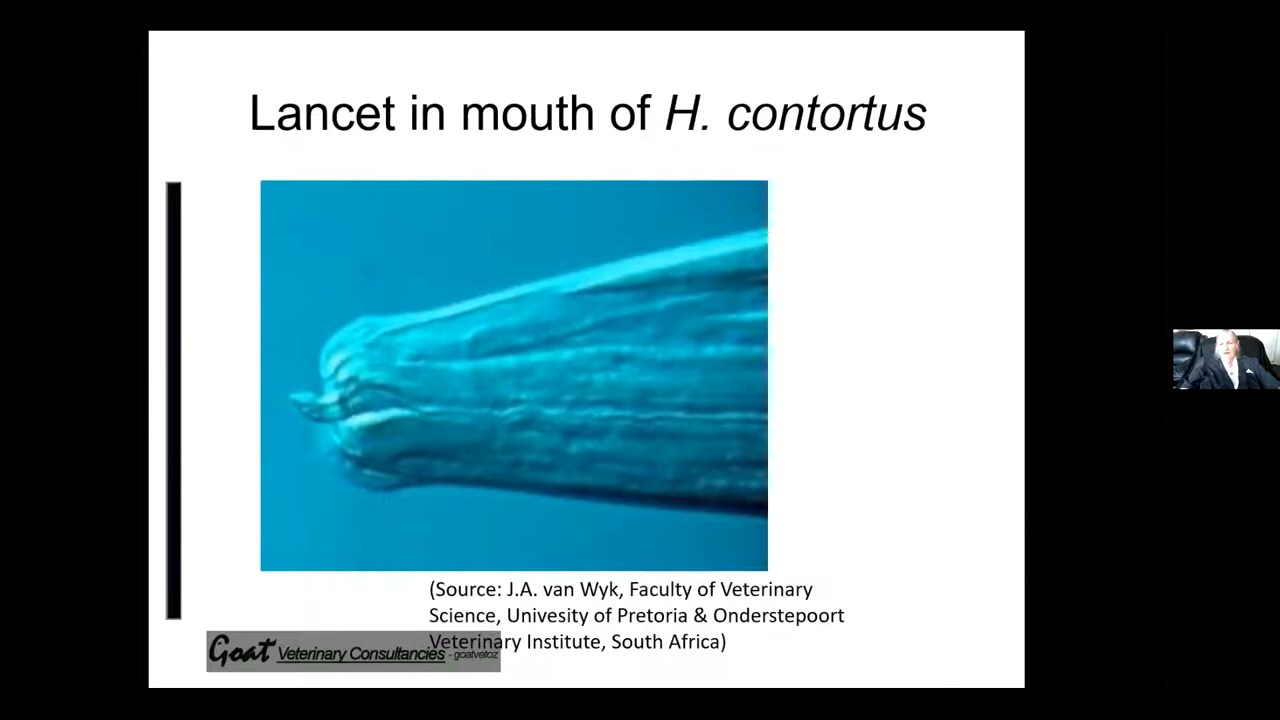 Lancet in mouth of H. contortus
(Source: J.A. van Wyk, Faculty of Veterinary
Science, Univesity of Pretoria & Onderstepoort
Veterinary Institute, South Africa)
Goat Veterinary Consultancies - goatvetoz